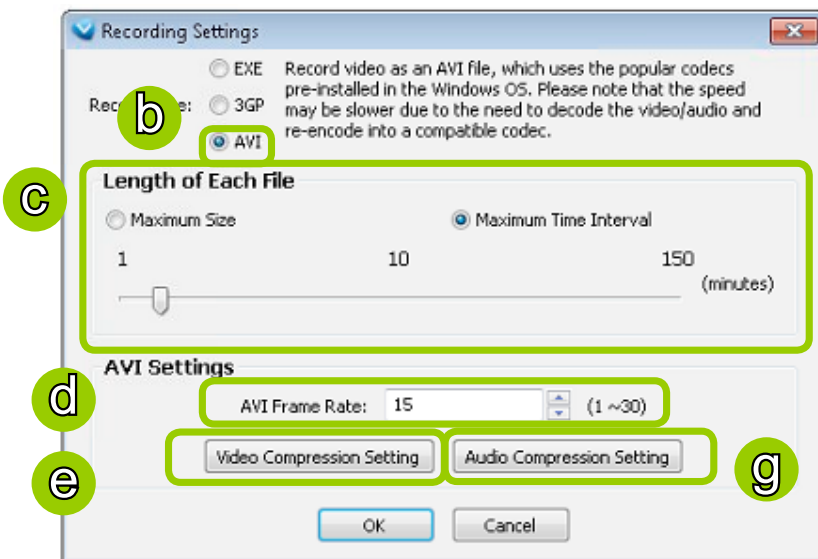 Recording Settings
EXE
3GP
AVI
Record video as an AVI file, which uses the popular codecs
pre-installed in the Windows OS. Please note that the speed
may be slower due to the need to decode the video/audio and
re-encode into a compatible codec.
b
c
Length of Each File
Maximum Size Maximum Time Interval
1 10 150
(minutes)
AVI Settings
d
AVI Frame Rate: 15 (1 ~30)
Video Compression Setting Audio Compression Setting
e
g
OK Cancel